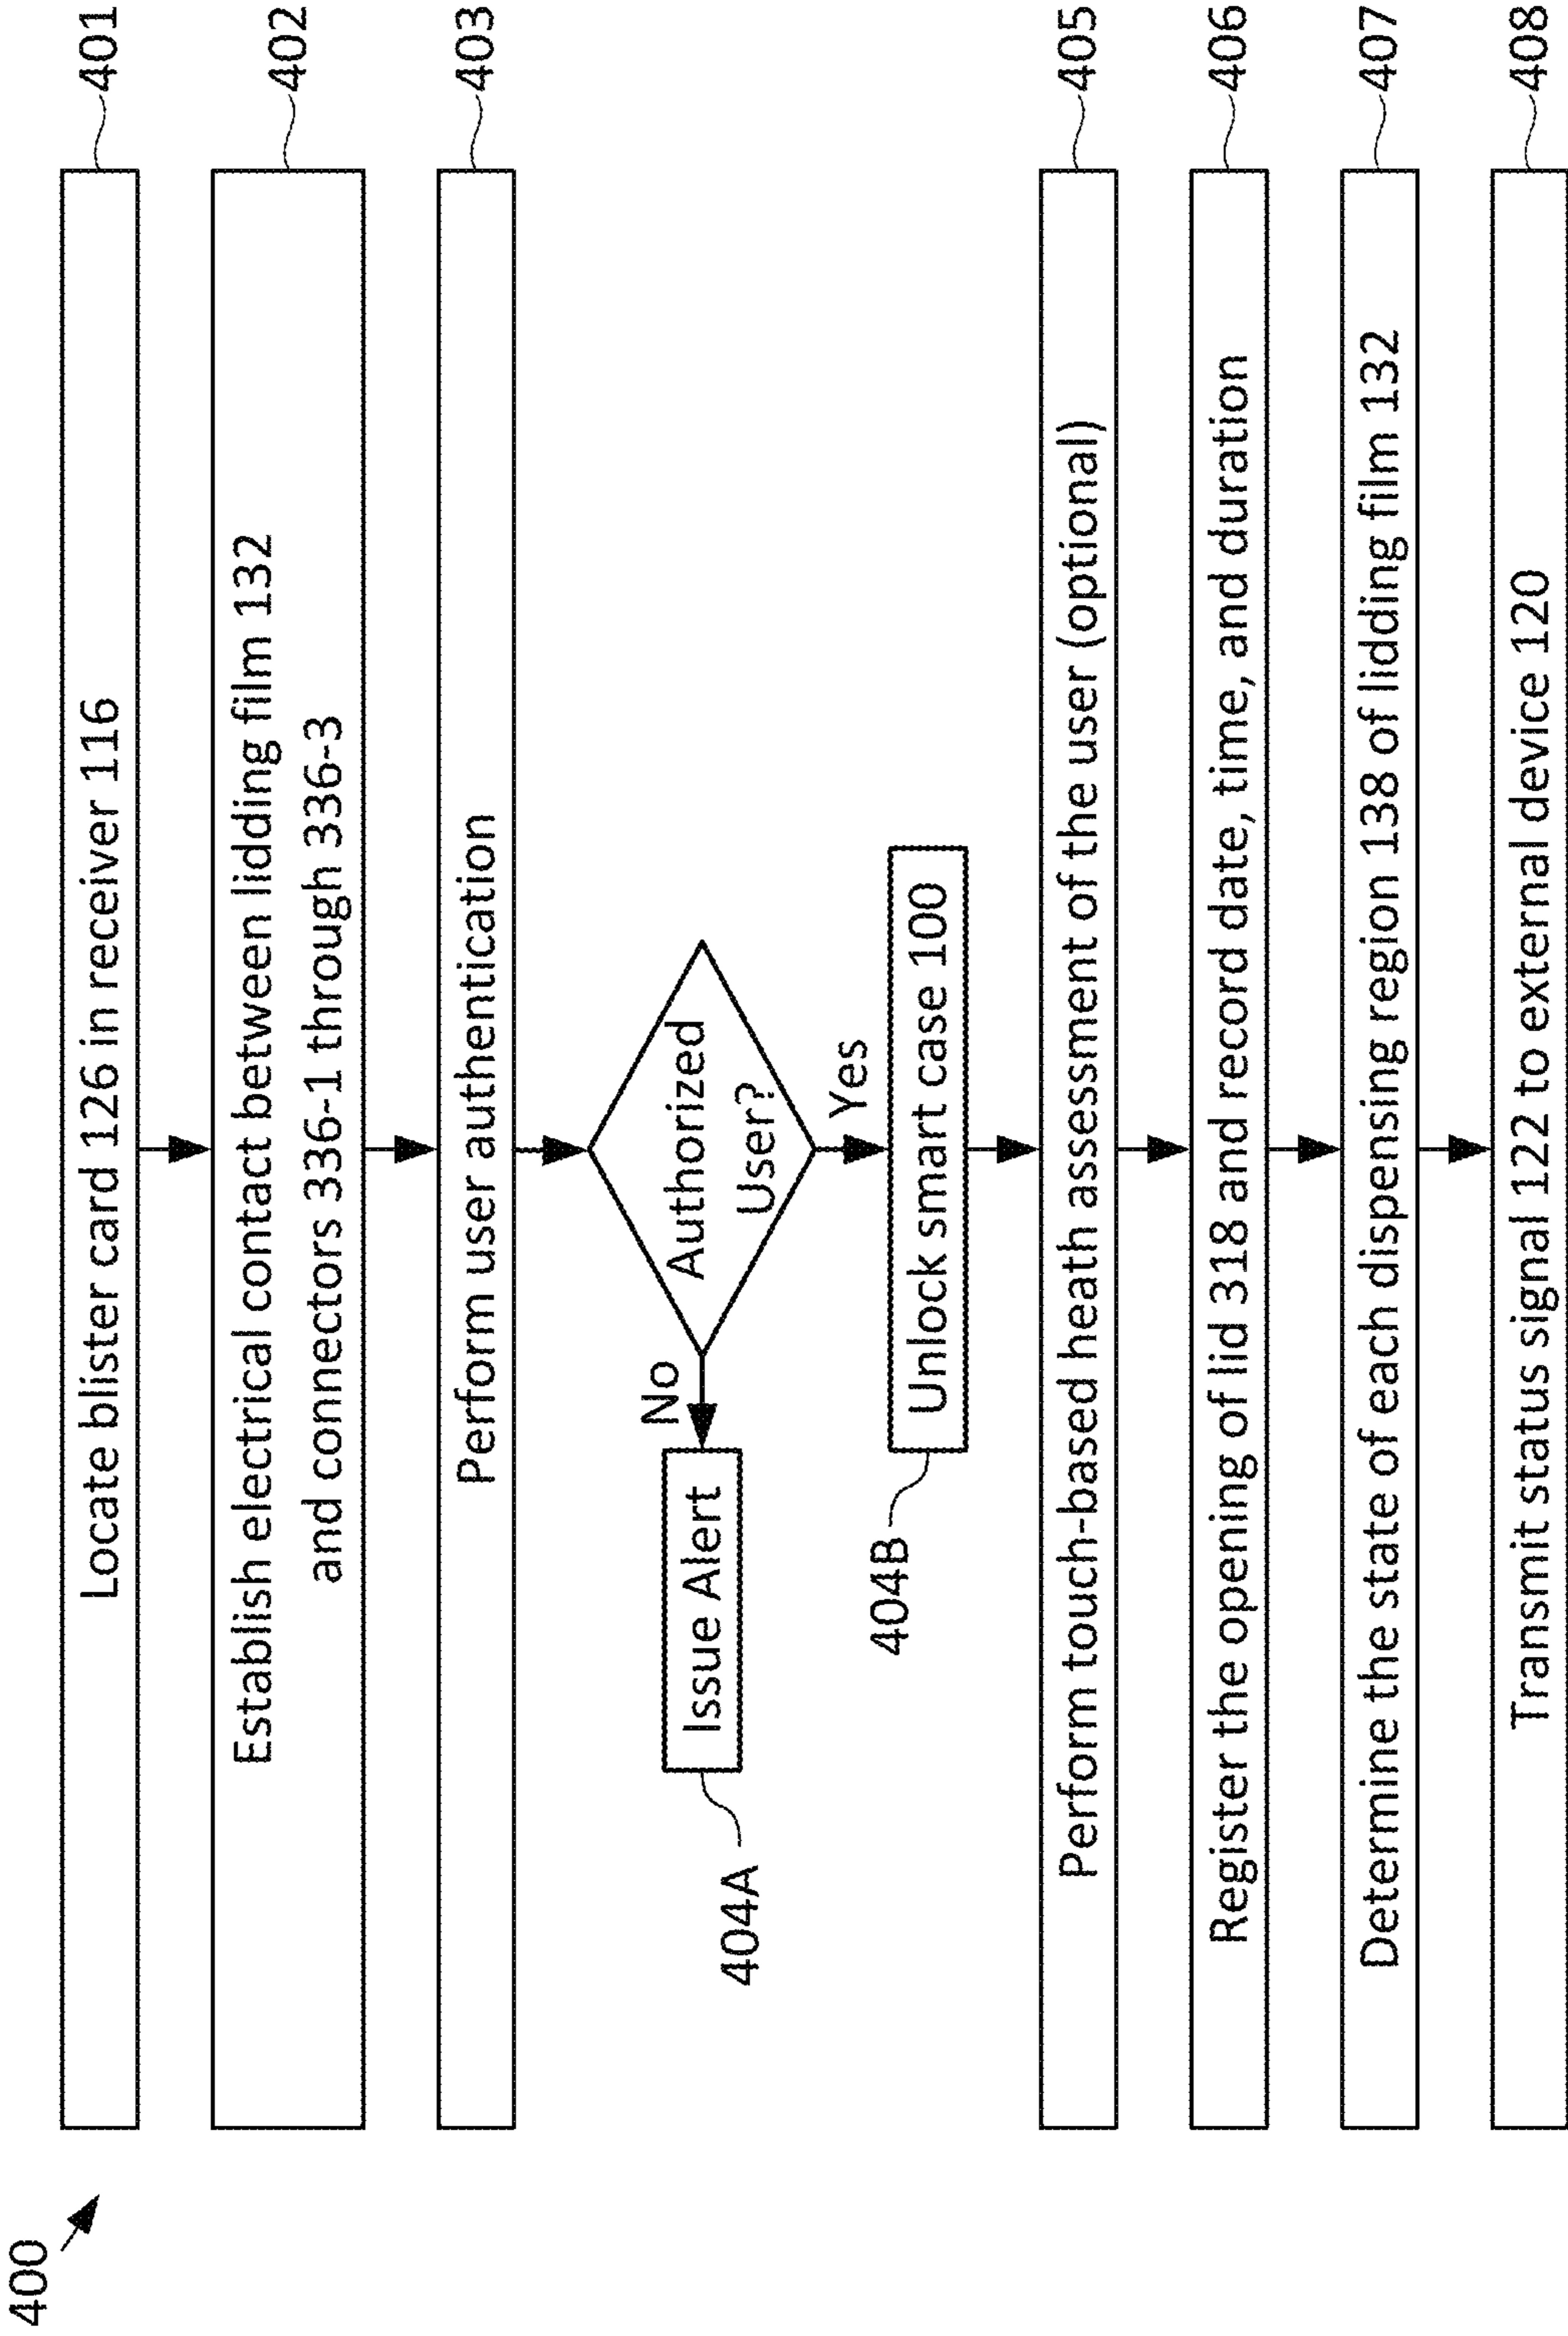 400
Locate blister card 126 in receiver 116
401
Establish electrical contact between lidding film 132
and connectors 336-1 through 336-3
402
Perform user authentication
403
Authorized
User?
No
Yes
Issue Alert
404A
Unlock smart case 100
404B
Perform touch-based heath assessment of the user (optional)
405
Register the opening of lid 318 and record date, time, and duration
406
Determine the state of each dispensing region 138 of lidding film 132
407
Transmit status signal 122 to external device 120
408